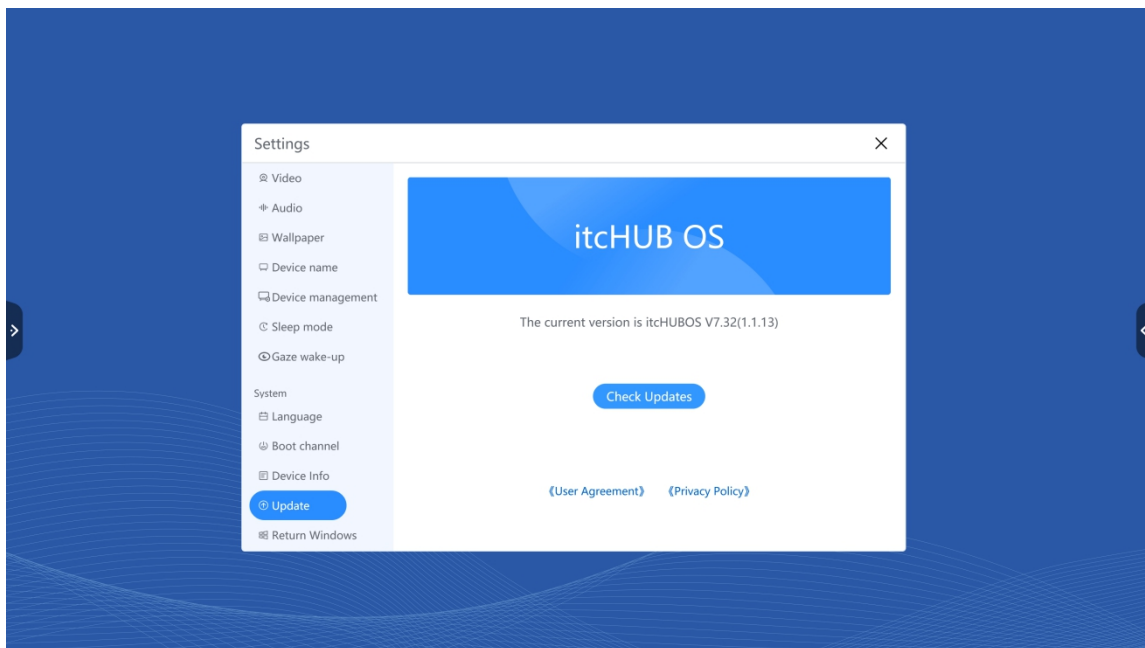 Settings
Video
Audio
Wallpaper
Device name
Device management
Sleep mode
Gaze wake-up
System
Language
Boot channel
Device Info
Update
Return Windows
itcHUB OS
The current version is itcHUBOS V7.32(1.1.13)
Check Updates
《User Agreement》 《Privacy Policy》